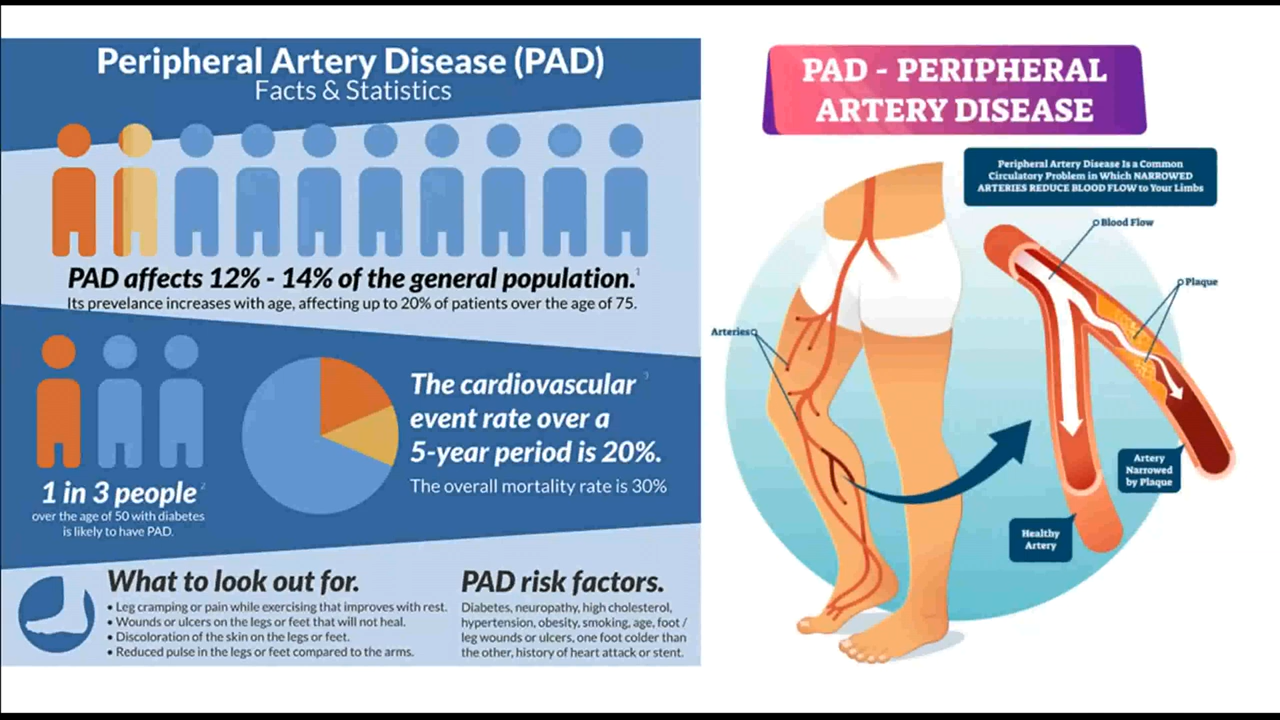 Peripheral Artery Disease (PAD)
Facts & Statistics
PAD affects 12% - 14% of the general population.1
Its prevelance increases with age, affecting up to 20% of patients over the age of 75.
1 in 3 people2
over the age of 50 with diabetes
is likely to have PAD.
The cardiovascular3
event rate over a
5-year period is 20%.
The overall mortality rate is 30%
What to look out for.
• Leg cramping or pain while exercising that improves with rest.
• Wounds or ulcers on the legs or feet that will not heal.
• Discoloration of the skin on the legs or feet.
• Reduced pulse in the legs or feet compared to the arms.
PAD risk factors.
Diabetes, neuropathy, high cholesterol,
hypertension, obesity, smoking, age, foot /
leg wounds or ulcers, one foot colder than
the other, history of heart attack or stent.
PAD - PERIPHERAL
ARTERY DISEASE
Peripheral Artery Disease Is a Common
Circulatory Problem in Which NARROWED
ARTERIES REDUCE BLOOD FLOW to Your Limbs
Blood Flow
Plaque
Arteries
Artery
Narrowed
by Plaque
Healthy
Artery